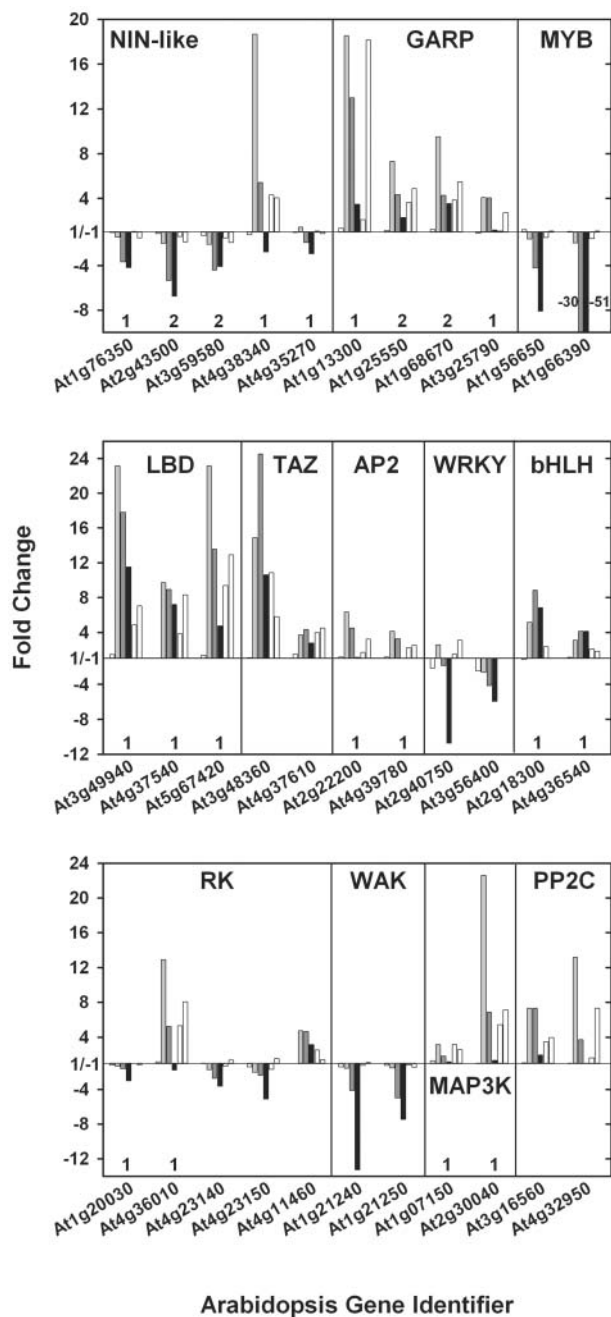 NIN-like GARP MYB
20
16
12
8
4
1/-1
-4
-8
-30 -51
1 2 2 1 1 1 2 2 1
At1g76350
At2g43500
At3g59580
At4g38340
At4g35270
At1g13300
At1g25550
At1g68670
At3g25790
At1g56650
At1g66390
Fold Change
LBD TAZ AP2 WRKY bHLH
24
20
16
12
8
4
1/-1
-4
-8
-12
1 1 1 1 1 1 1
At3g49940
At4g37540
At5g67420
At3g48360
At4g37610
At2g22200
At4g39780
At2g40750
At3g56400
At2g18300
At4g36540
RK WAK PP2C
24
20
16
12
8
4
1/-1
MAP3K
-4
-8
-12
1 1 1 1
At1g20030
At4g36010
At4g23140
At4g23150
At4g11460
At1g21240
At1g21250
At1g07150
At2g30040
At3g16560
At4g32950
Arabidopsis Gene Identifier